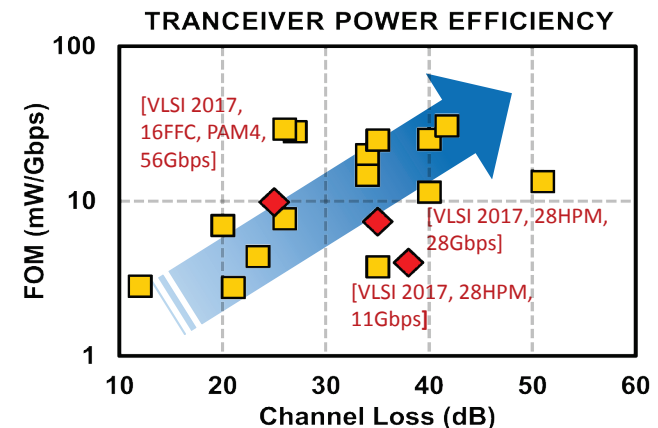 TRANCEIVER POWER EFFICIENCY
100
[VLSI 2017,
16FFC, PAM4,
56Gbps]
10
[VLSI 2017, 28HPM,
28Gbps]
[VLSI 2017, 28HPM,
11Gbps]
1
FOM (mW/Gbps)
10 20 30 40 50 60
Channel Loss (dB)